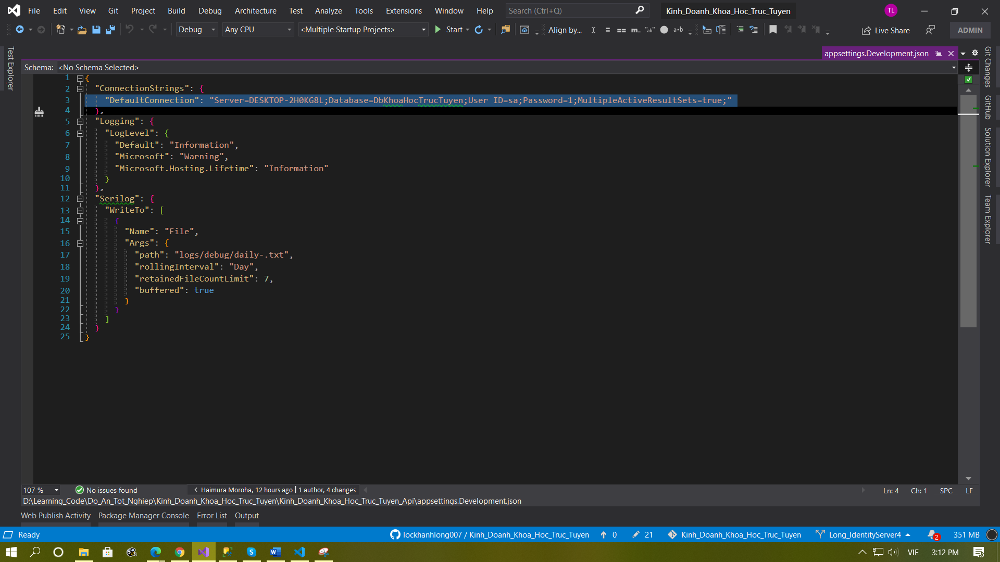 File Edit View Git Project Build Debug Architecture Test Analyze Tools Extensions Window Help Search (Ctrl+Q) Kinh_Doanh_Khoa_Hoc_Truc_Tuyen TL
Debug Any CPU <Multiple Startup Projects> Start Align by... Live Share ADMIN
appsettings.Development.json
Schema: <No Schema Selected>
Test Explorer
Git Changes
GitHub
Solution Explorer
Team Explorer
1 {
2 "ConnectionStrings": {
3 "DefaultConnection": "Server=DESKTOP-2H0KG8L;Database=DbKhoaHocTrucTuyen;User ID=sa;Password=1;MultipleActiveResultSets=true;"
4 },
5 "Logging": {
6 "LogLevel": {
7 "Default": "Information",
8 "Microsoft": "Warning",
9 "Microsoft.Hosting.Lifetime": "Information"
10 }
11 },
12 "Serilog": {
13 "WriteTo": [
14 {
15 "Name": "File",
16 "Args": {
17 "path": "logs/debug/daily-.txt",
18 "rollingInterval": "Day",
19 "retainedFileCountLimit": 7,
20 "buffered": true
21 }
22 }
23 ]
24 }
25 }
107 % No issues found Haimura Moroha, 12 hours ago | 1 author, 4 changes Ln: 4 Ch: 1 SPC LF
D:\Learning_Code\Do_An_Tot_Nghiep\Kinh_Doanh_Khoa_Hoc_Truc_Tuyen\Kinh_Doanh_Khoa_Hoc_Truc_Tuyen_Api\appsettings.Development.json
Web Publish Activity Package Manager Console Error List Output
Ready lockhanhlong007 / Kinh_Doanh_Khoa_Hoc_Truc_Tuyen 0 21 Kinh_Doanh_Khoa_Hoc_Truc_Tuyen Long_IdentityServer4 2 351 MB
VIE 3:12 PM